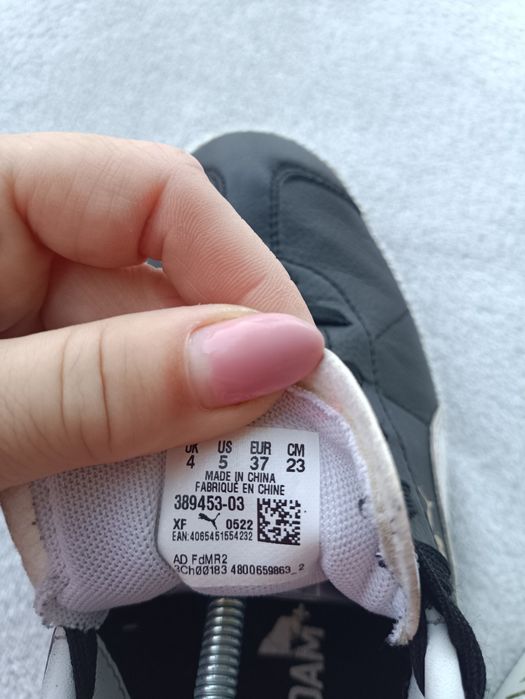 UK US EUR CM
4 5 37 23
MADE IN CHINA
FABRIQUÉ EN CHINE
389453-03
XF 0522
EAN:4065451554232
AD FdMR2
3Ch00183 4800659863_2
OAM+